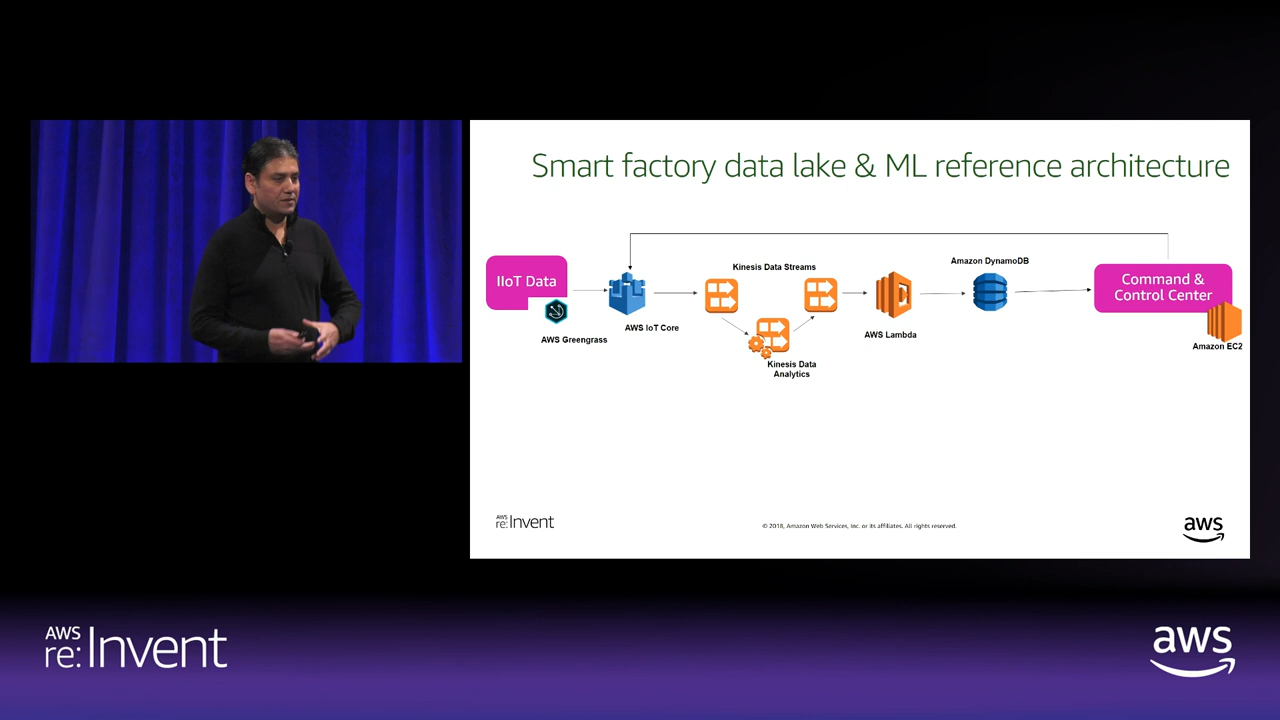 Smart factory data lake & ML reference architecture
IIoT Data
AWS Greengrass
AWS IoT Core
Kinesis Data Streams
Kinesis Data
Analytics
AWS Lambda
Amazon DynamoDB
Command &
Control Center
Amazon EC2
AWS
re:Invent
© 2018, Amazon Web Services, Inc. or its affiliates. All rights reserved.
aws
AWS
re:Invent
aws